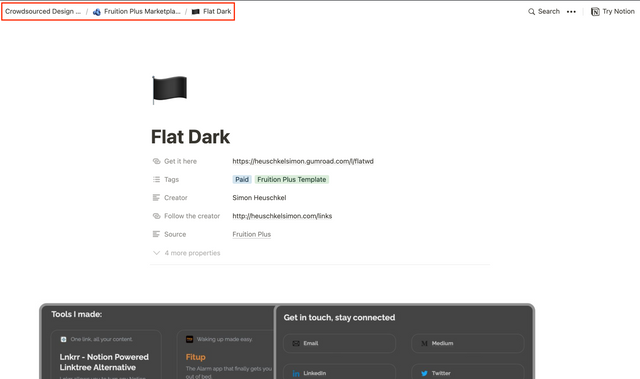 Crowdsourced Design ... / Fruition Plus Marketpla... / Flat Dark
Search ••• Try Notion
Flat Dark
Get it here https://heuschkelsimon.gumroad.com/l/flatwd
Tags Paid Fruition Plus Template
Creator Simon Heuschkel
Follow the creator http://heuschkelsimon.com/links
Source Fruition Plus
4 more properties
Tools I made:
One link, all your content.
Lnkrr - Notion Powered
Linktree Alternative
Waking up made easy.
Fitup
The Alarm app that finally gets you
out of bed.
Get in touch, stay connected
Email
Medium
LinkedIn
Twitter